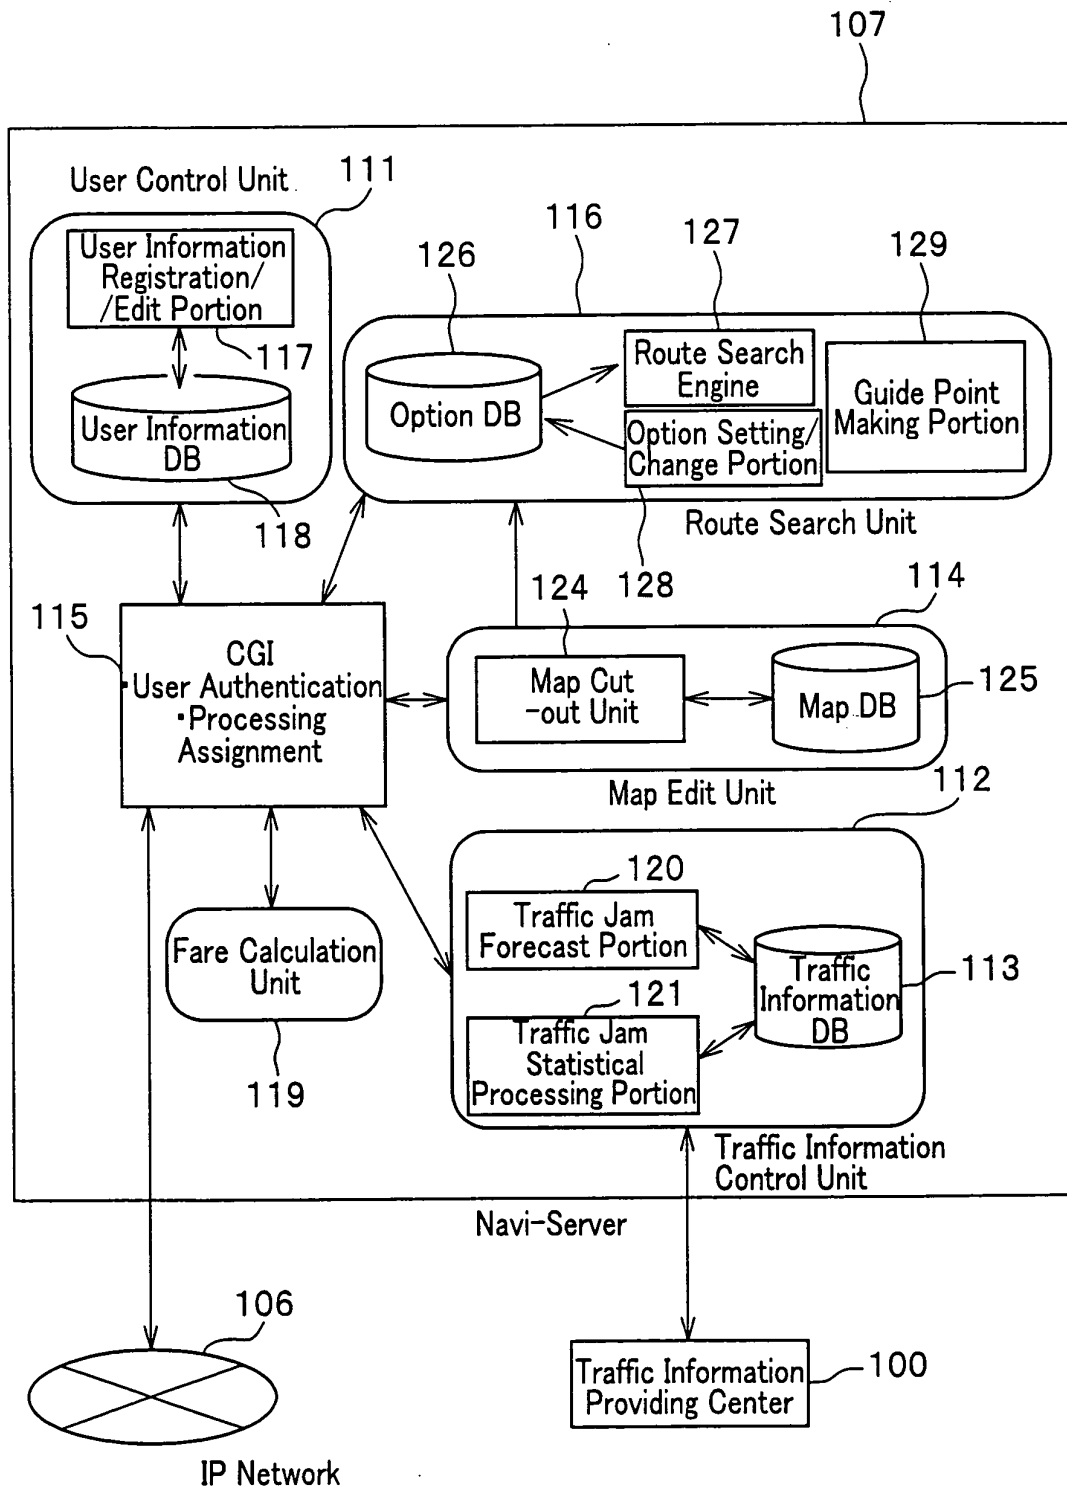 107
User Control Unit
111
User Information
Registration/
/Edit Portion
117
User Information
DB
118
116
126
127
129
Option DB
Route Search
Engine
Option Setting/
Change Portion
Guide Point
Making Portion
128
Route Search Unit
115
CGI
・User Authentication
・Processing
Assignment
124
114
Map Cut
-out Unit
Map DB
125
Map Edit Unit
112
120
Traffic Jam
Forecast Portion
121
Traffic Jam
Statistical
Processing Portion
Traffic
Information
DB
113
Fare Calculation
Unit
119
Traffic Information
Control Unit
Navi-Server
106
IP Network
Traffic Information
Providing Center
100